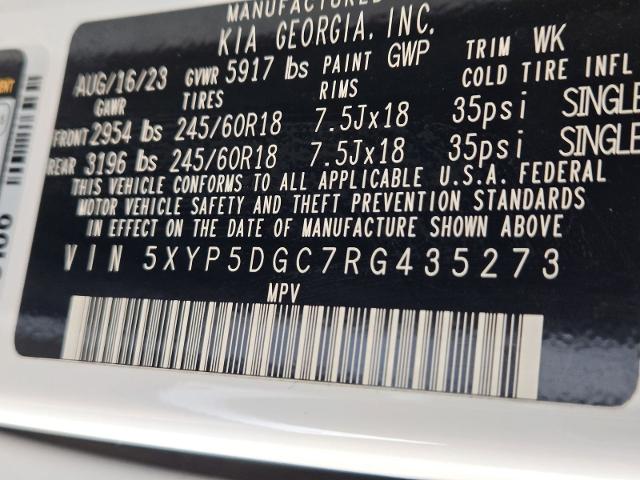 MANUFACTURED
KIA GEORGIA, INC.
AUG/16/23 GVWR 5917 lbs PAINT GWP TRIM WK
GAWR TIRES RIMS COLD TIRE INFL
FRONT 2954 lbs 245/60R18 7.5Jx18 35psi SINGLE
REAR 3196 lbs 245/60R18 7.5Jx18 35psi SINGLE
THIS VEHICLE CONFORMS TO ALL APPLICABLE U.S.A. FEDERAL
MOTOR VEHICLE SAFETY AND THEFT PREVENTION STANDARDS
IN EFFECT ON THE DATE OF MANUFACTURE SHOWN ABOVE
VIN 5XYP5DGC7RG435273
MPV